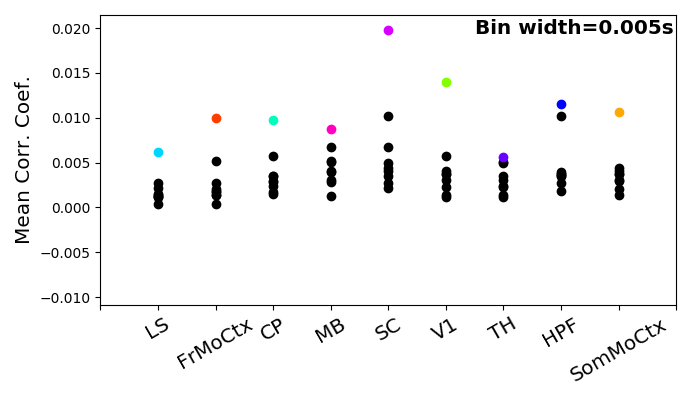 Bin width=0.005s
Mean Corr. Coef.
0.020
0.015
0.010
0.005
0.000
−0.005
−0.010
LS
FrMoCtx
CP
MB
SC
V1
TH
HPF
SomMoCtx